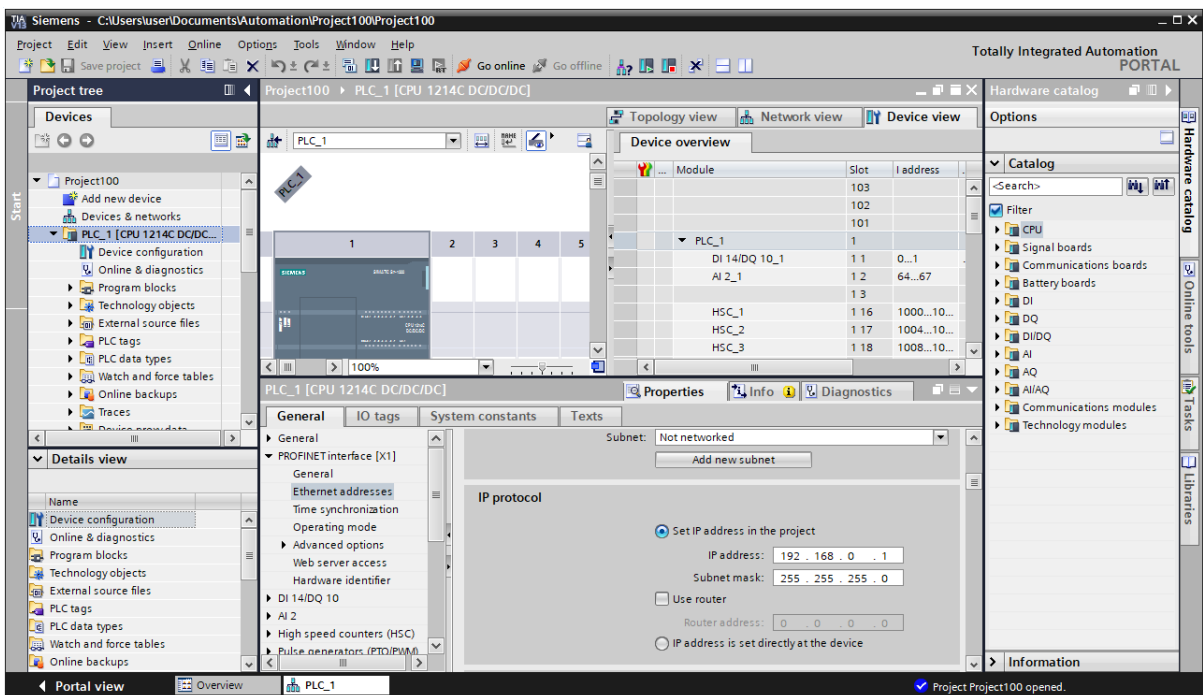 Siemens - C:\Users\user\Documents\Automation\Project100\Project100
Project Edit View Insert Online Options Tools Window Help
Totally Integrated Automation
PORTAL
Save project Go online Go offline
Project tree
Devices
Start
Project100
Add new device
Devices & networks
PLC_1 [CPU 1214C DC/DC...
Device configuration
Online & diagnostics
Program blocks
Technology objects
External source files
PLC tags
PLC data types
Watch and force tables
Online backups
Traces
Device proxy data
Details view
Name
Device configuration
Online & diagnostics
Program blocks
Technology objects
External source files
PLC tags
PLC data types
Watch and force tables
Online backups
Project100 PLC_1 [CPU 1214C DC/DC/DC]
Topology view Network view Device view
PLC_1
PLC_1
1 2 3 4 5
SIEMENS
100%
Device overview
... Module Slot I address
103
102
101
PLC_1 1
DI 14/DQ 10_1 1 1 0...1
AI 2_1 1 2 64...67
1 3
HSC_1 1 16 1000...10...
HSC_2 1 17 1004...10...
HSC_3 1 18 1008...10...
PLC_1 [CPU 1214C DC/DC/DC]
Properties Info Diagnostics
General IO tags System constants Texts
General
PROFINET interface [X1]
General
Ethernet addresses
Time synchronization
Operating mode
Advanced options
Web server access
Hardware identifier
DI 14/DQ 10
AI 2
High speed counters (HSC)
Pulse generators (PTO/PWM)
Subnet: Not networked
Add new subnet
IP protocol
Set IP address in the project
IP address: 192 . 168 . 0 . 1
Subnet mask: 255 . 255 . 255 . 0
Use router
Router address: 0 . 0 . 0 . 0
IP address is set directly at the device
Hardware catalog
Options
Catalog
<Search>
Filter
CPU
Signal boards
Communications boards
Battery boards
DI
DQ
DI/DQ
AI
AQ
AI/AQ
Communications modules
Technology modules
Information
Hardware catalog
Online tools
Tasks
Libraries
Portal view Overview PLC_1
Project Project100 opened.